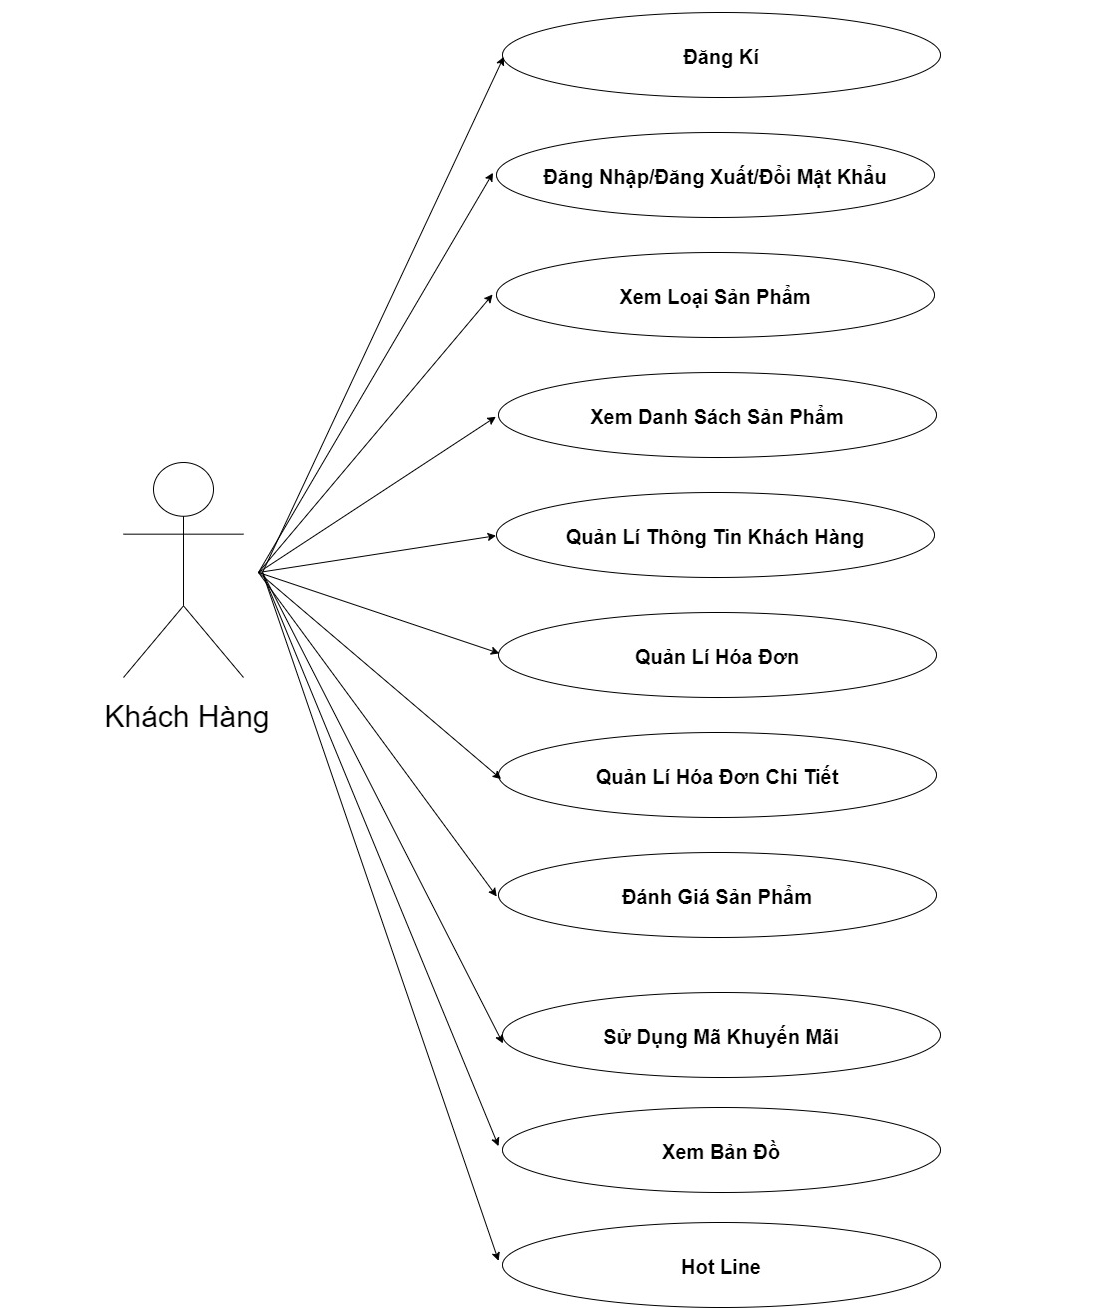 Đăng Kí
Đăng Nhập/Đăng Xuất/Đổi Mật Khẩu
Xem Loại Sản Phẩm
Xem Danh Sách Sản Phẩm
Quản Lí Thông Tin Khách Hàng
Quản Lí Hóa Đơn
Khách Hàng
Quản Lí Hóa Đơn Chi Tiết
Đánh Giá Sản Phẩm
Sử Dụng Mã Khuyến Mãi
Xem Bản Đồ
Hot Line